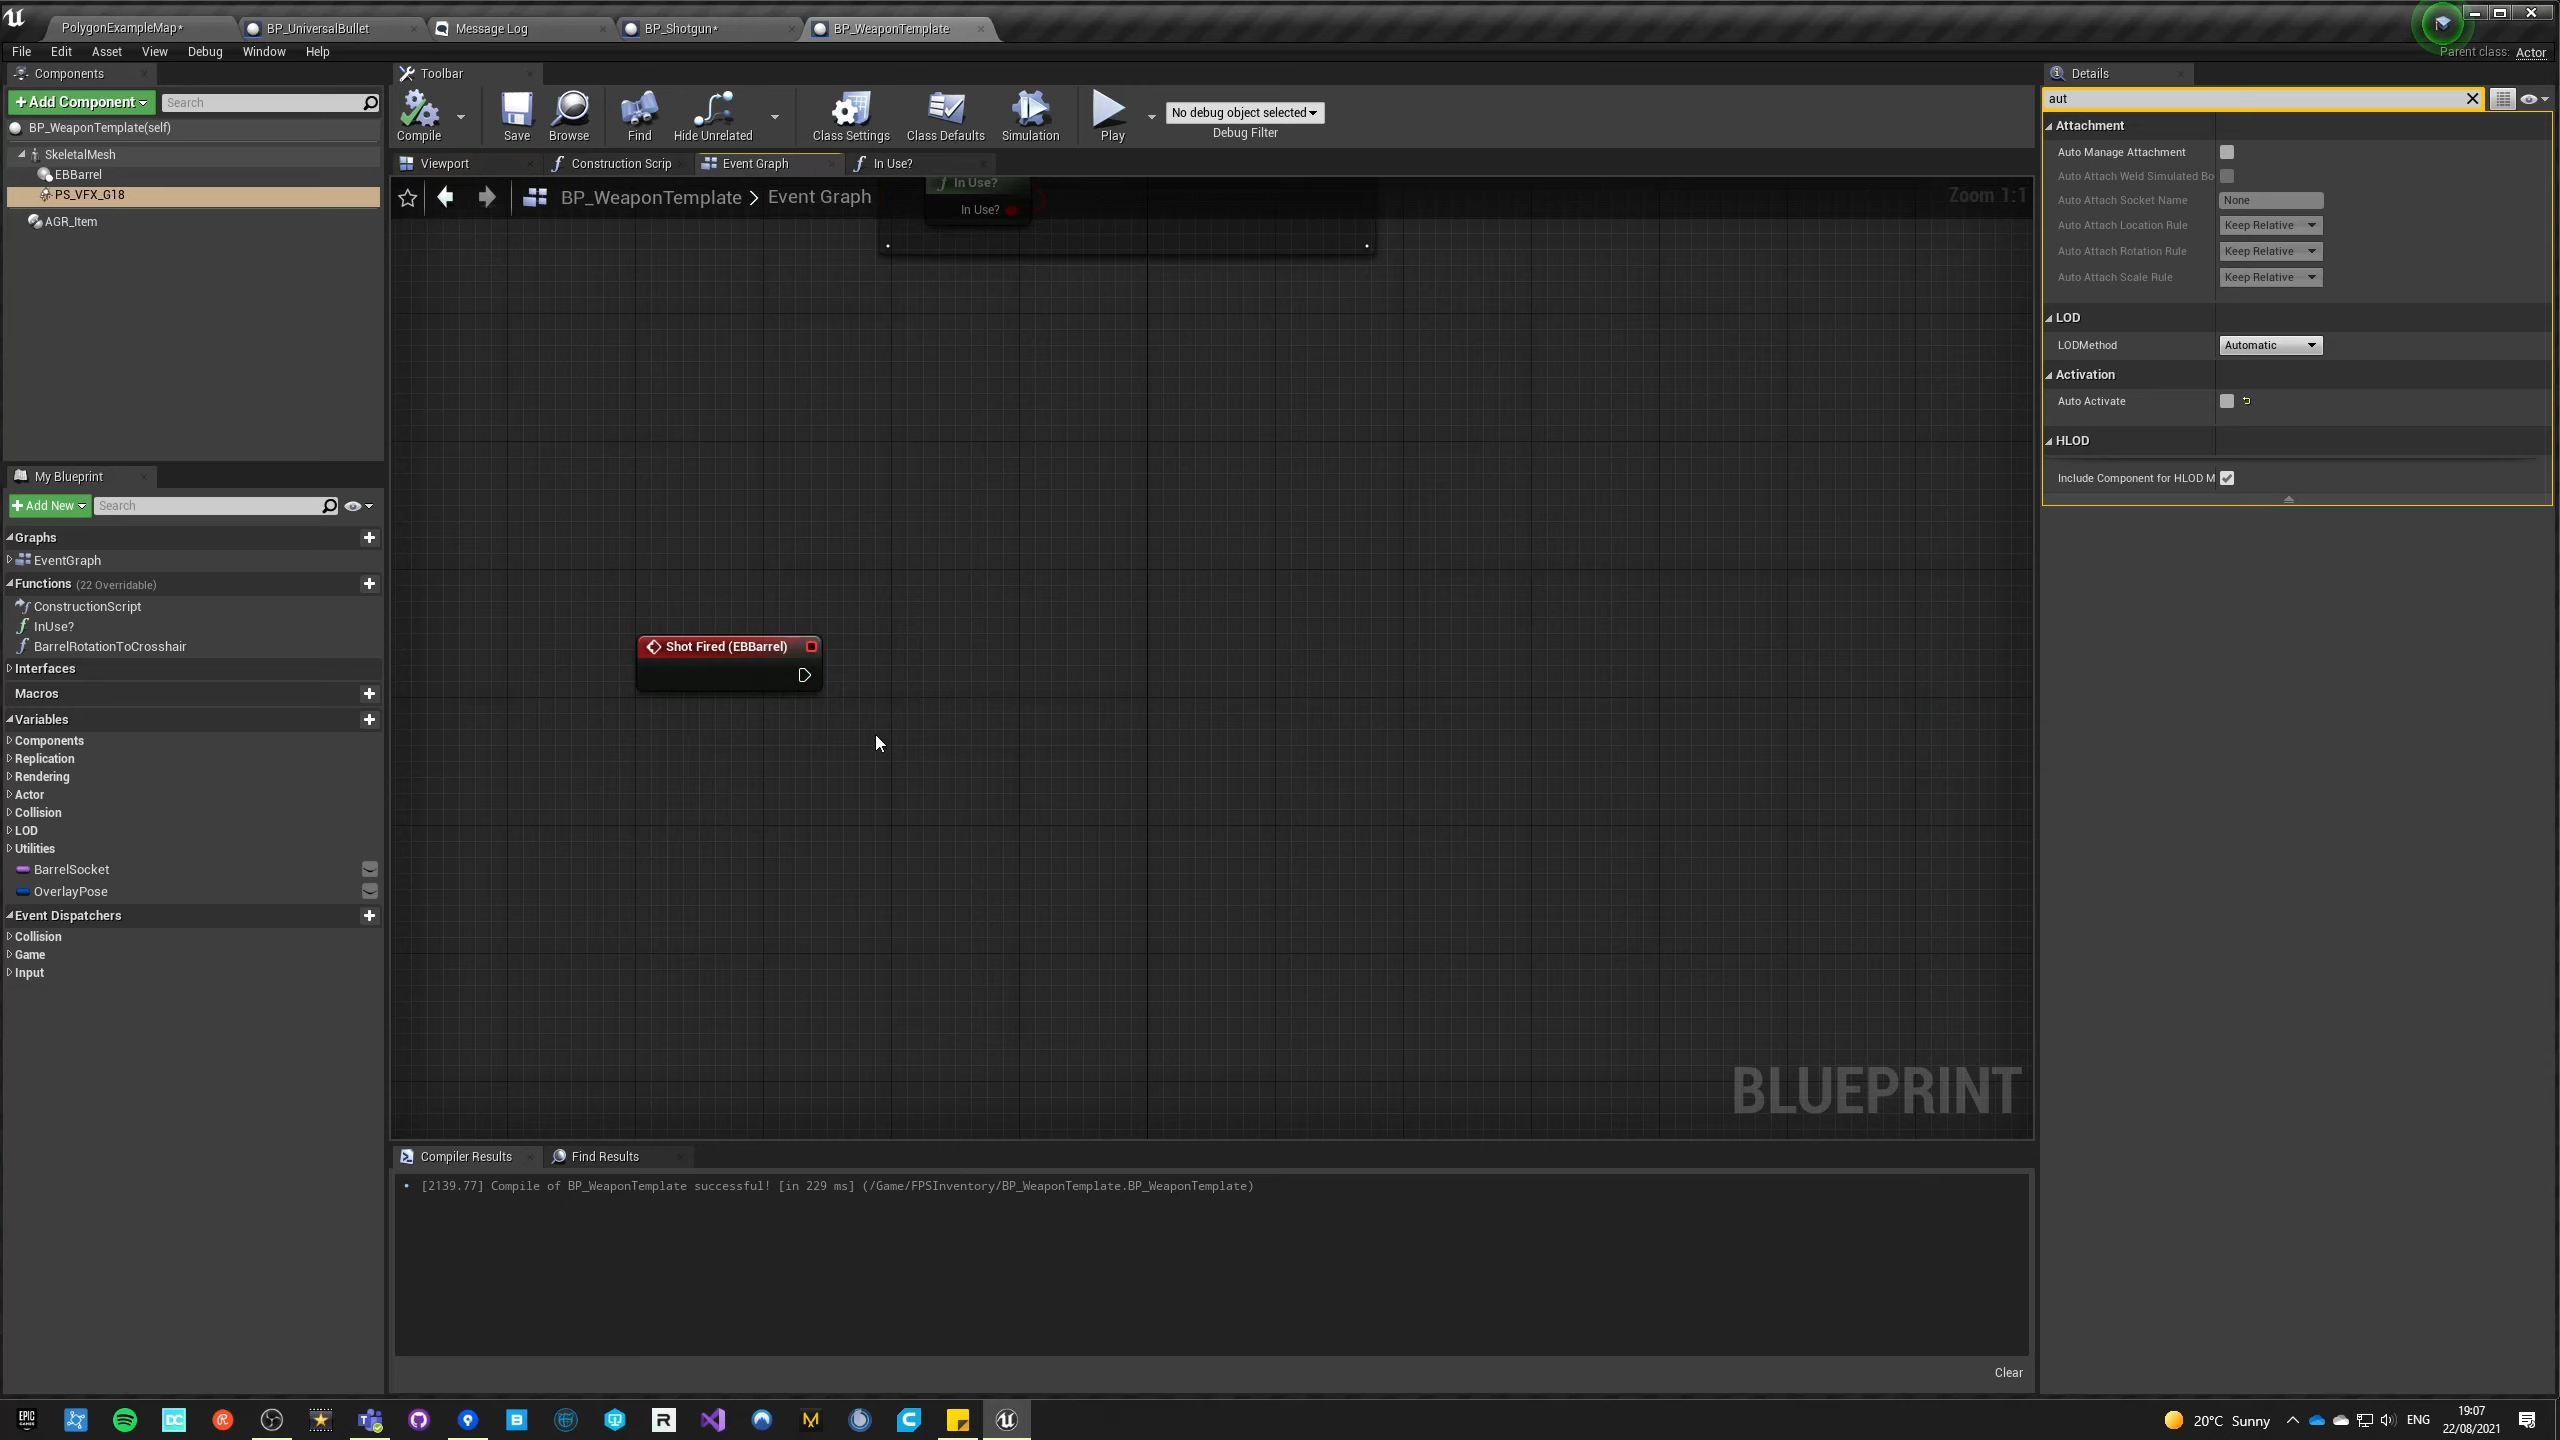 PolygonExampleMap*
BP_UniversalBullet
Message Log
BP_Shotgun*
BP_WeaponTemplate
File Edit Asset View Debug Window Help
Parent class: Actor
Components
+Add Component
Search
BP_WeaponTemplate(self)
SkeletalMesh
EBBarrel
PS_VFX_G18
AGR_Item
Toolbar
Compile
Save
Browse
Find
Hide Unrelated
Class Settings
Class Defaults
Simulation
Play
No debug object selected
Debug Filter
Viewport
Construction Scrip
Event Graph
In Use?
BP_WeaponTemplate > Event Graph
Zoom 1:1
In Use?
In Use?
Shot Fired (EBBarrel)
BLUEPRINT
My Blueprint
+Add New
Search
Graphs
EventGraph
Functions (22 Overridable)
ConstructionScript
InUse?
BarrelRotationToCrosshair
Interfaces
Macros
Variables
Components
Replication
Rendering
Actor
Collision
LOD
Utilities
BarrelSocket
OverlayPose
Event Dispatchers
Collision
Game
Input
Compiler Results
Find Results
[2139.77] Compile of BP_WeaponTemplate successful! [in 229 ms] (/Game/FPSInventory/BP_WeaponTemplate.BP_WeaponTemplate)
Clear
Details
aut
Attachment
Auto Manage Attachment
Auto Attach Weld Simulated Bo
Auto Attach Socket Name None
Auto Attach Location Rule Keep Relative
Auto Attach Rotation Rule Keep Relative
Auto Attach Scale Rule Keep Relative
LOD
LODMethod Automatic
Activation
Auto Activate
HLOD
Include Component for HLOD M
EPIC GAMES
DC
20°C Sunny
ENG
19:07
22/08/2021